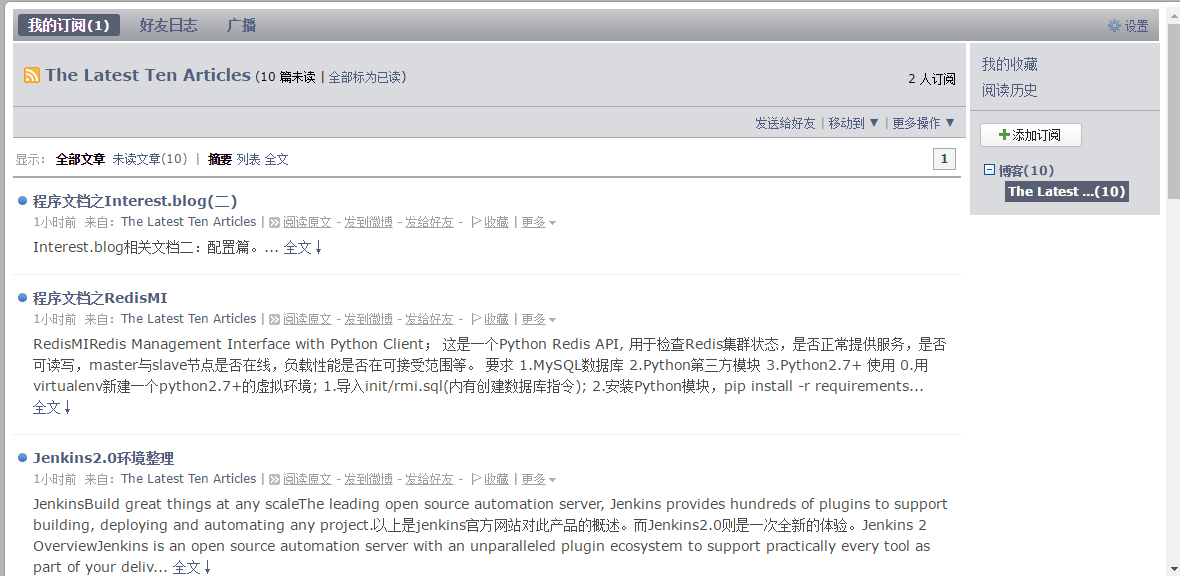 我的订阅(1) 好友日志 广播 设置
The Latest Ten Articles (10 篇未读 | 全部标为已读) 2 人订阅
发送给好友 | 移动到 ▼ | 更多操作 ▼
显示： 全部文章 未读文章(10) | 摘要 列表 全文 1
程序文档之Interest.blog(二)
1小时前 来自：The Latest Ten Articles | 阅读原文 - 发到微博 - 发给好友 - 收藏 | 更多
Interest.blog相关文档二：配置篇。... 全文↓
程序文档之RedisMI
1小时前 来自：The Latest Ten Articles | 阅读原文 - 发到微博 - 发给好友 - 收藏 | 更多
RedisMIRedis Management Interface with Python Client； 这是一个Python Redis API, 用于检查Redis集群状态，是否正常提供服务，是否
可读写，master与slave节点是否在线，负载性能是否在可接受范围等。 要求 1.MySQL数据库 2.Python第三方模块 3.Python2.7+ 使用 0.用
virtualenv新建一个python2.7+的虚拟环境; 1.导入init/rmi.sql(内有创建数据库指令); 2.安装Python模块，pip install -r requirements...
全文↓
Jenkins2.0环境整理
1小时前 来自：The Latest Ten Articles | 阅读原文 - 发到微博 - 发给好友 - 收藏 | 更多
JenkinsBuild great things at any scaleThe leading open source automation server, Jenkins provides hundreds of plugins to support
building, deploying and automating any project.以上是jenkins官方网站对此产品的概述。而Jenkins2.0则是一次全新的体验。Jenkins 2
OverviewJenkins is an open source automation server with an unparalleled plugin ecosystem to support practically every tool as
part of your deliv... 全文↓
我的收藏
阅读历史
添加订阅
博客(10)
The Latest ...(10)